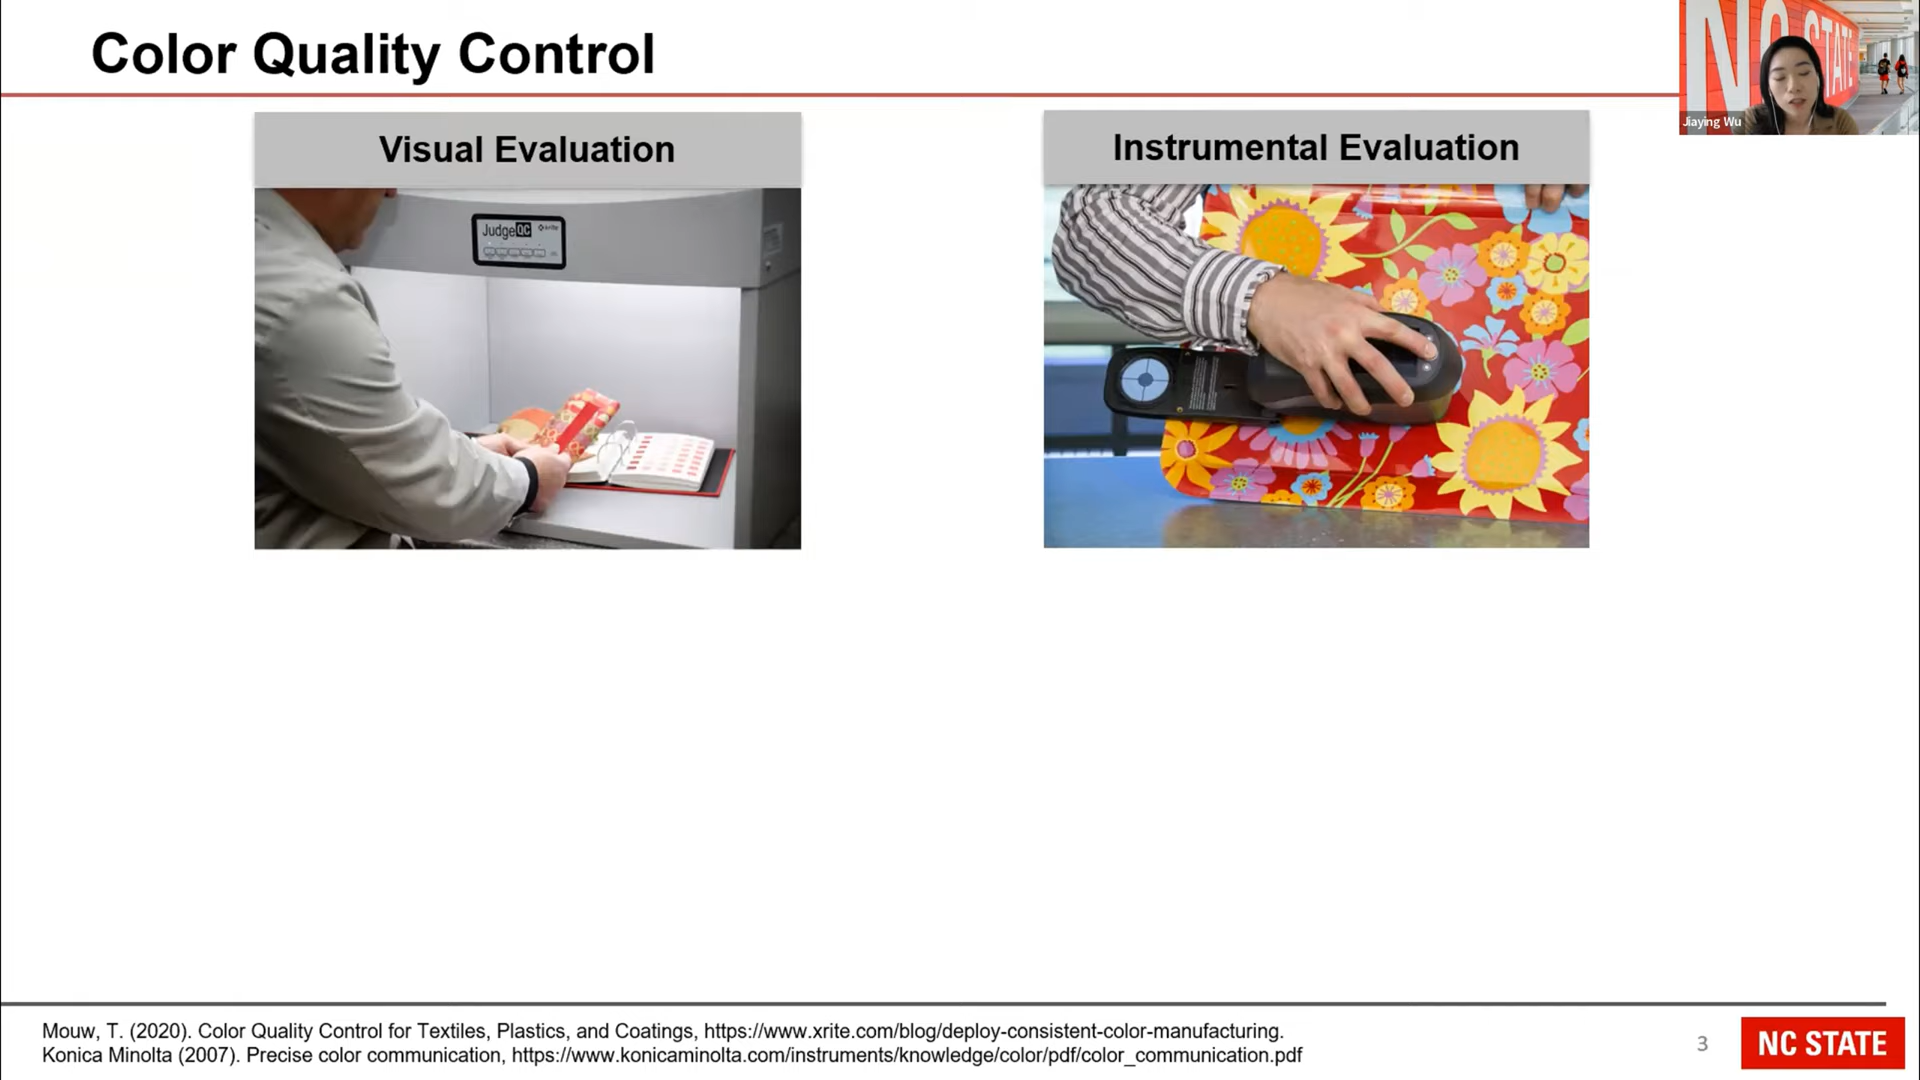 Color Quality Control
NC STATE
Jiaying Wu
Visual Evaluation
Instrumental Evaluation
JudgeQC
x-rite
Mouw, T. (2020). Color Quality Control for Textiles, Plastics, and Coatings, https://www.xrite.com/blog/deploy-consistent-color-manufacturing.
Konica Minolta (2007). Precise color communication, https://www.konicaminolta.com/instruments/knowledge/color/pdf/color_communication.pdf
3
NC STATE